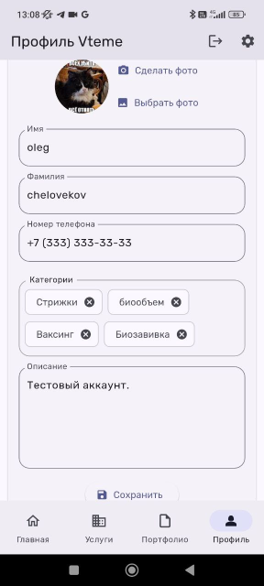 13:08
Профиль Vteme
Сделать фото
Выбрать фото
Имя
oleg
Фамилия
chelovekov
Номер телефона
+7 (333) 333-33-33
Категории
Стрижки
биообъем
Ваксинг
Биозавивка
Описание
Тестовый аккаунт.
Сохранить
Главная
Услуги
Портфолио
Профиль